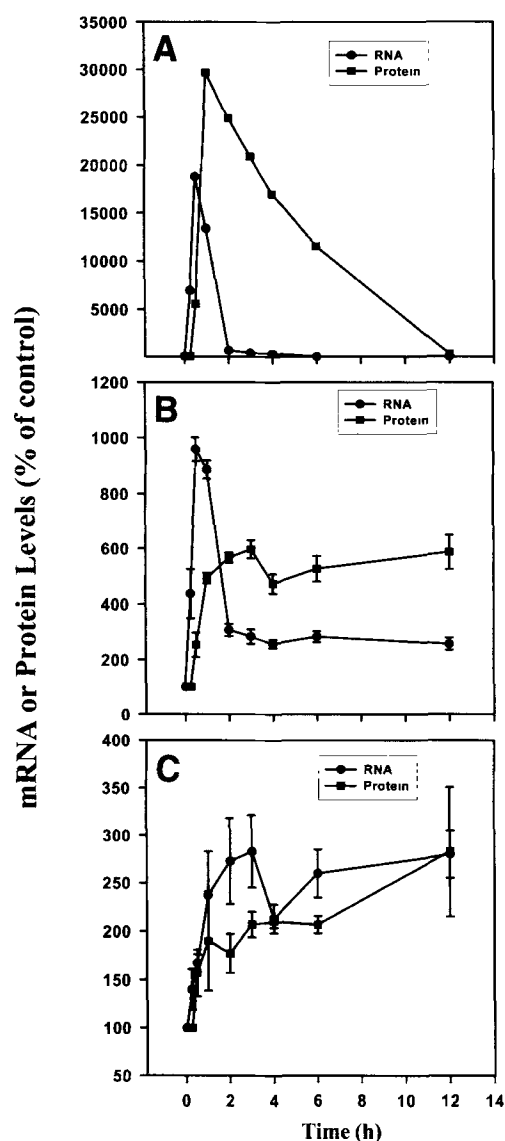 mRNA or Protein Levels (% of control)
A
35000
30000
25000
20000
15000
10000
5000
RNA
Protein
B
1200
1000
800
600
400
200
0
RNA
Protein
C
400
350
300
250
200
150
100
50
RNA
Protein
0 2 4 6 8 10 12 14
Time (h)